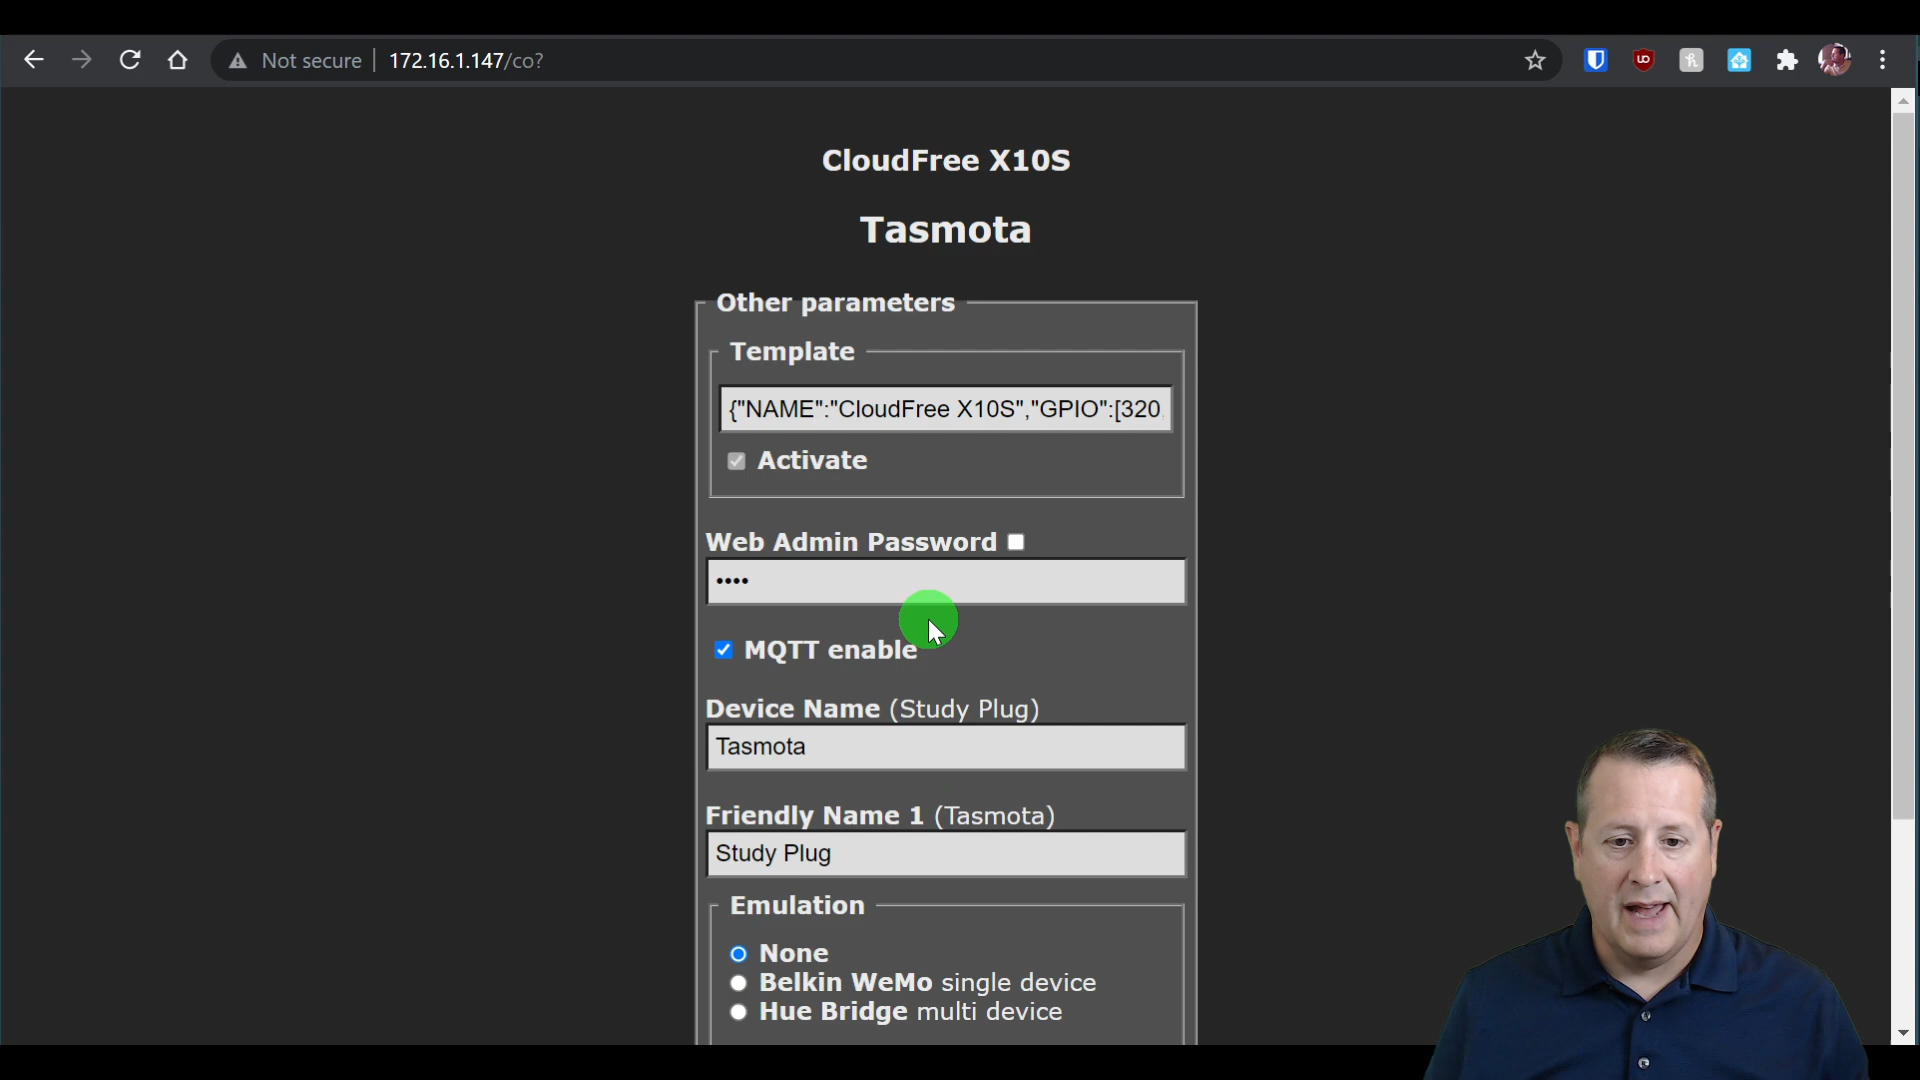 Not secure 172.16.1.147/co?
CloudFree X10S
Tasmota
Other parameters
Template
{"NAME":"CloudFree X10S","GPIO":[320,
Activate
Web Admin Password
••••
MQTT enable
Device Name (Study Plug)
Tasmota
Friendly Name 1 (Tasmota)
Study Plug
Emulation
None
Belkin WeMo single device
Hue Bridge multi device